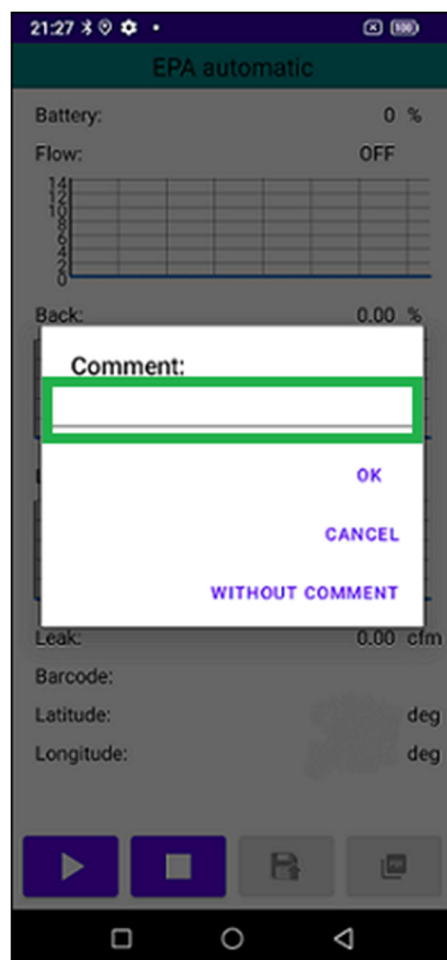 21:27 100
EPA automatic
Battery: 0 %
Flow: OFF
14
12
10
8
6
4
2
0
Back: 0.00 %
Comment:
OK
CANCEL
WITHOUT COMMENT
Leak: 0.00 cfm
Barcode:
Latitude: deg
Longitude: deg